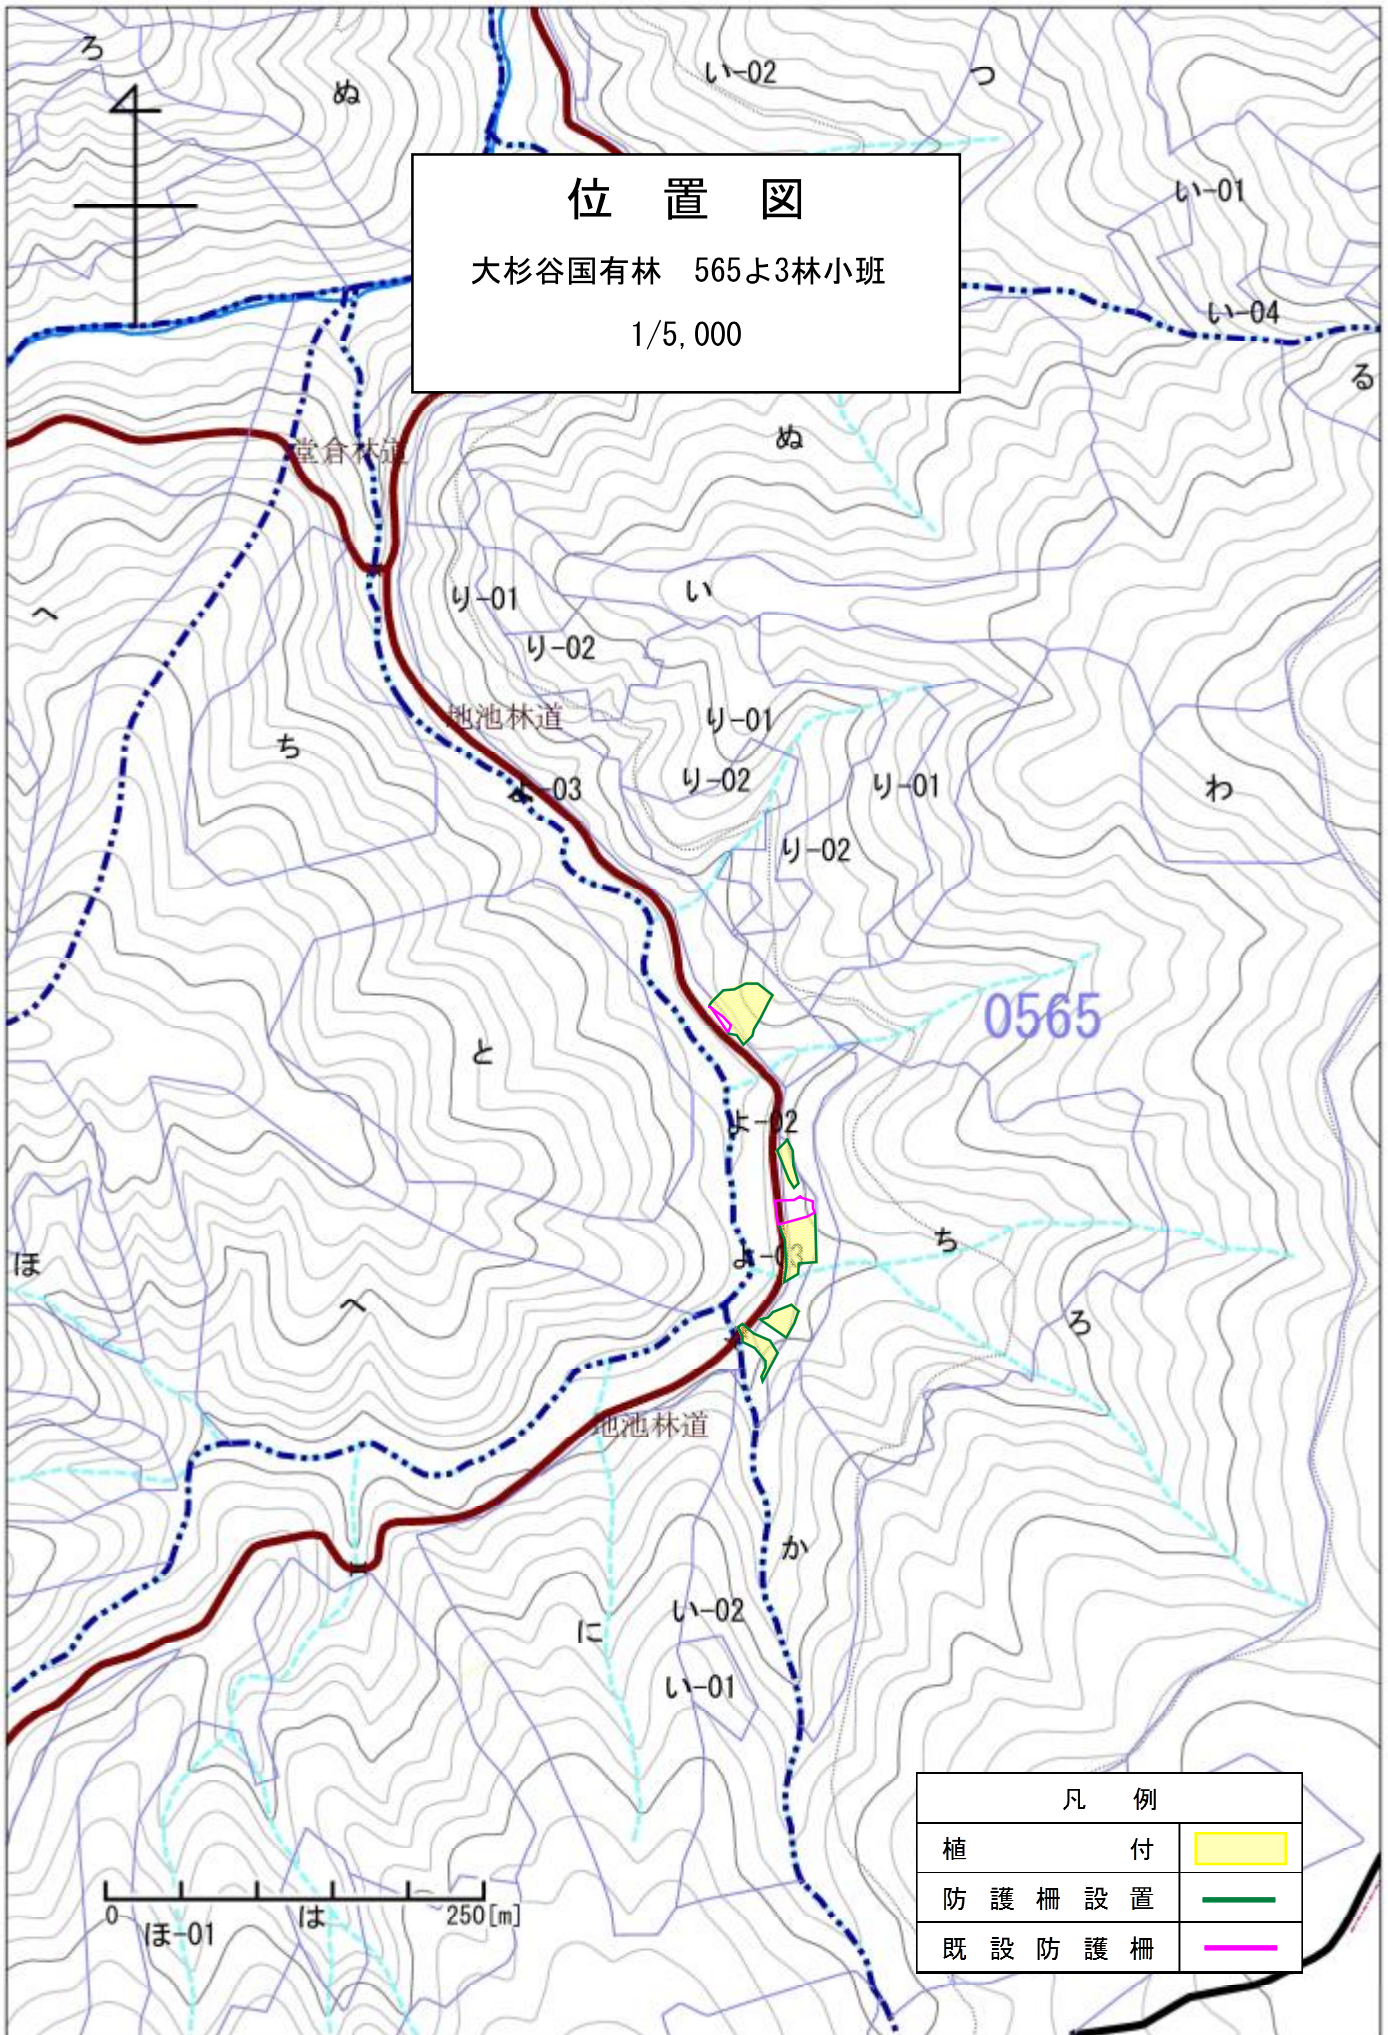 ろ
ぬ
い-02
つ
い-01
位 置 図
大杉谷国有林 565よ3林小班
1/5,000
い-04
る
ぬ
堂倉林道
り-01
い
へ
り-02
地池林道
り-01
ち
り-02
よ-03
り-01
わ
り-02
0565
と
よ-02
ち
よ-03
ほ
へ
ろ
地池林道
か
い-02
に
い-01
凡 例
植 付
防 護 柵 設 置
既 設 防 護 柵
0
250[m]
は
ほ-01